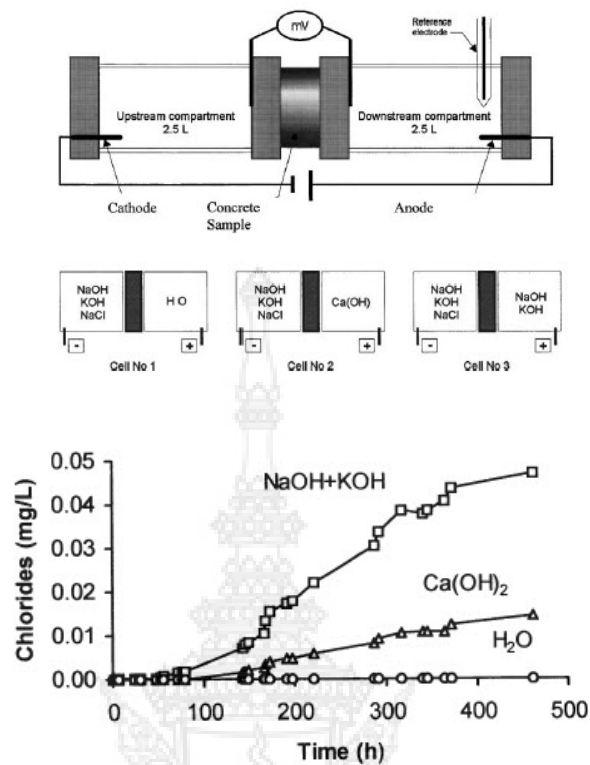 mV
Reference
electrode
Upstream compartment
2.5 L
Downstream compartment
2.5 L
Cathode
Concrete
Sample
Anode
NaOH
KOH
NaCl
H O
NaOH
KOH
NaCl
Ca(OH)
NaOH
KOH
NaCl
NaOH
KOH
-
+
-
+
-
+
Cell No 1
Cell No 2
Cell No 3
0.05
0.04
0.03
0.02
0.01
0.00
Chlorides (mg/L)
NaOH+KOH
Ca(OH)₂
H₂O
0
100
200
300
400
500
Time (h)